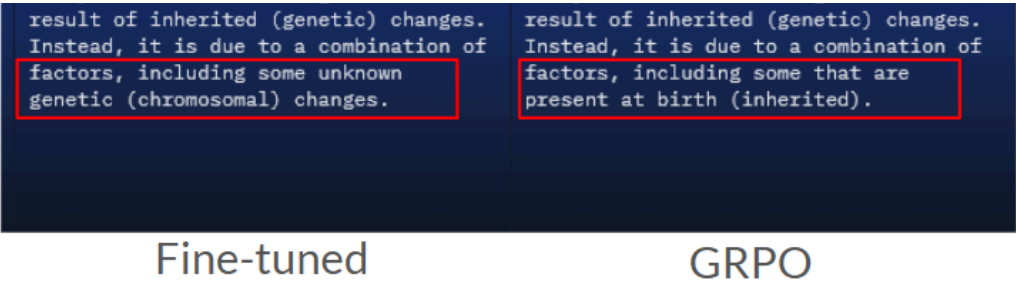 result of inherited (genetic) changes.
Instead, it is due to a combination of
factors, including some unknown
genetic (chromosomal) changes.
result of inherited (genetic) changes.
Instead, it is due to a combination of
factors, including some that are
present at birth (inherited).
Fine-tuned
GRPO